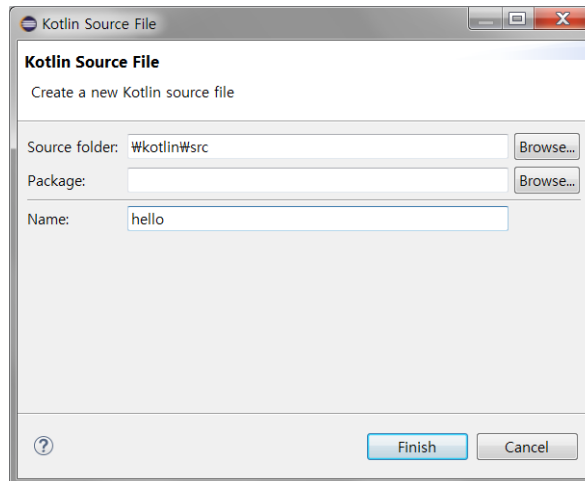 Kotlin Source File
Kotlin Source File
Create a new Kotlin source file
Source folder: ₩kotlin₩src Browse...
Package: Browse...
Name: hello
? Finish Cancel